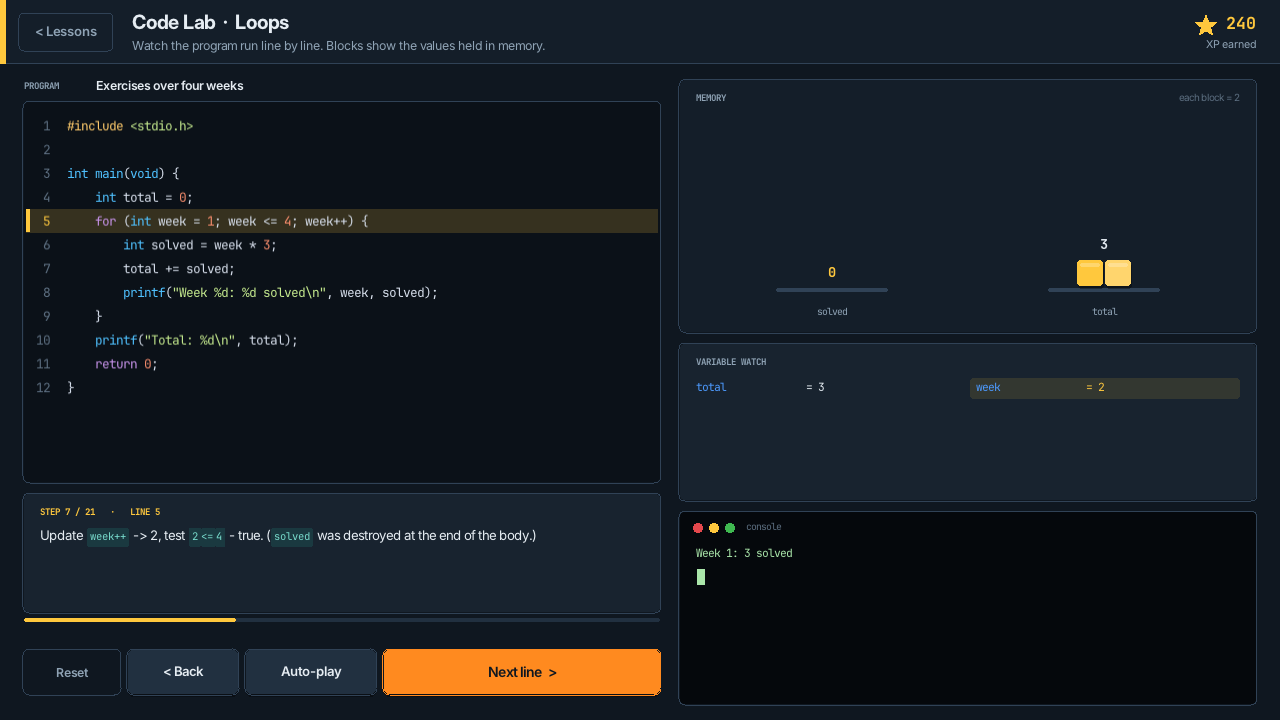 < Lessons
Code Lab · Loops
Watch the program run line by line. Blocks show the values held in memory.
240
XP earned
PROGRAM
Exercises over four weeks
1 #include <stdio.h>
2
3 int main(void) {
4 int total = 0;
5 for (int week = 1; week <= 4; week++) {
6 int solved = week * 3;
7 total += solved;
8 printf("Week %d: %d solved\n", week, solved);
9 }
10 printf("Total: %d\n", total);
11 return 0;
12 }
STEP 7 / 21 · LINE 5
Update week++ -> 2, test 2 <= 4 - true. (solved was destroyed at the end of the body.)
Reset
< Back
Auto-play
Next line >
MEMORY
each block = 2
0
3
solved
total
VARIABLE WATCH
total = 3
week = 2
console
Week 1: 3 solved